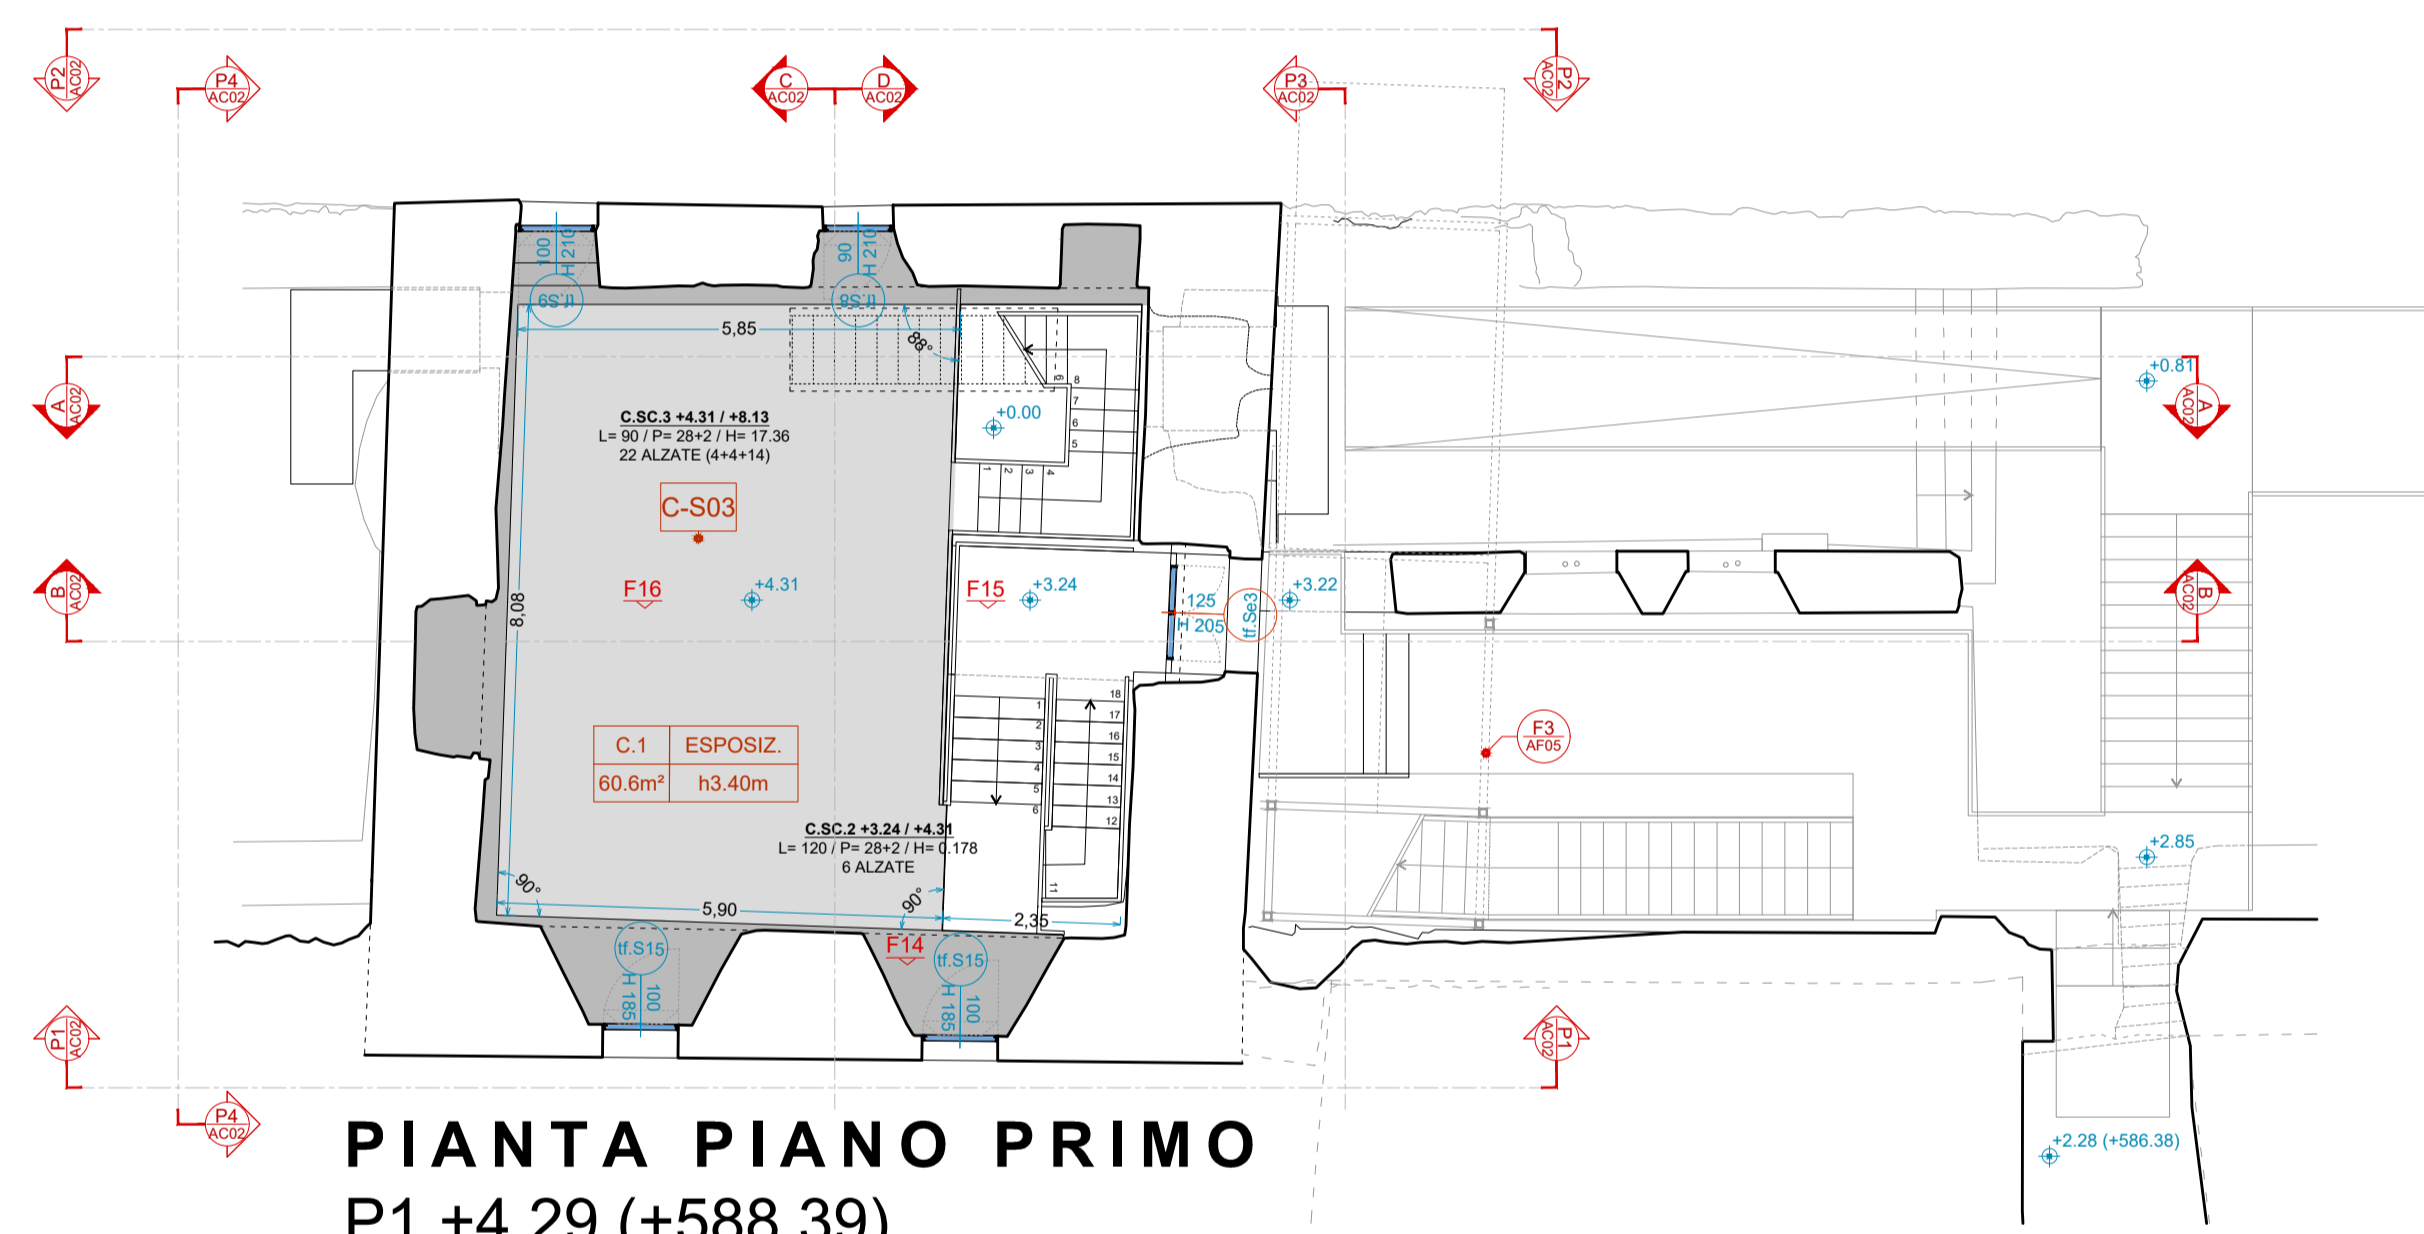 P2
AC02
P4
AC02
C
AC02
D
AC02
P3
AC02
P2
AC02
100
H 210
tf.S9
90
H 210
tf.S8
5,85
88°
+0.81
A
AC02
A
AC02
C.SC.3 +4.31 / +8.13
L= 90 / P= 28+2 / H= 17.36
22 ALZATE (4+4+14)
+0.00
9
8
7
6
5
1
2
3
4
C-S03
B
AC02
F16
+4.31
8,08
F15
+3.24
125
H 205
tf.Se3
+3.22
B
AC02
C.1
ESPOSIZ.
60.6m²
h3.40m
1
2
3
4
5
6
18
17
16
15
14
13
12
11
F3
AF05
C.SC.2 +3.24 / +4.31
L= 120 / P= 28+2 / H= 0.178
6 ALZATE
+2.85
90°
90°
5,90
2,35
F14
tf.S15
H 185
100
tf.S15
H 185
100
P1
AC02
P1
AC02
P4
AC02
+2.28 (+586.38)
PIANTA PIANO PRIMO
P1 +4.29 (+588.39)